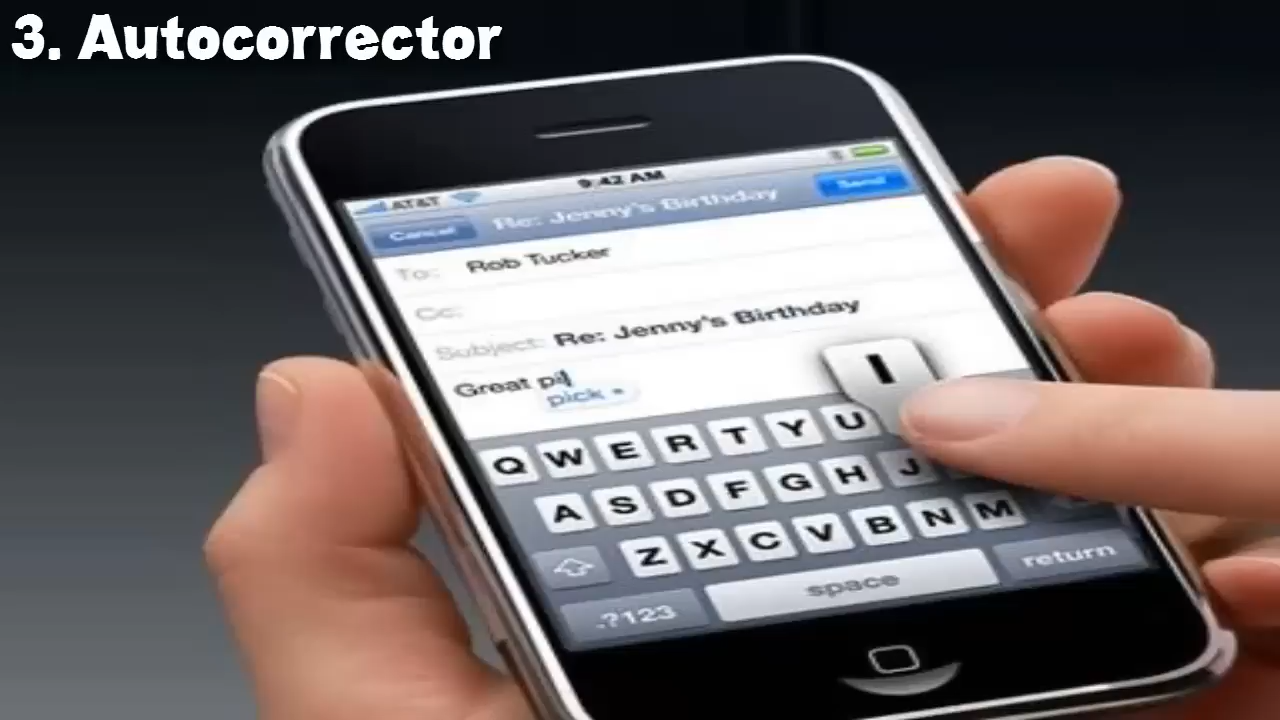 3. Autocorrector
AT&T 9:42 AM
Cancel Re: Jenny's Birthday Send
To: Rob Tucker
Cc:
Subject: Re: Jenny's Birthday
Great pi
pick •
I
Q W E R T Y U
A S D F G H J
Z X C V B N M
.?123 space return